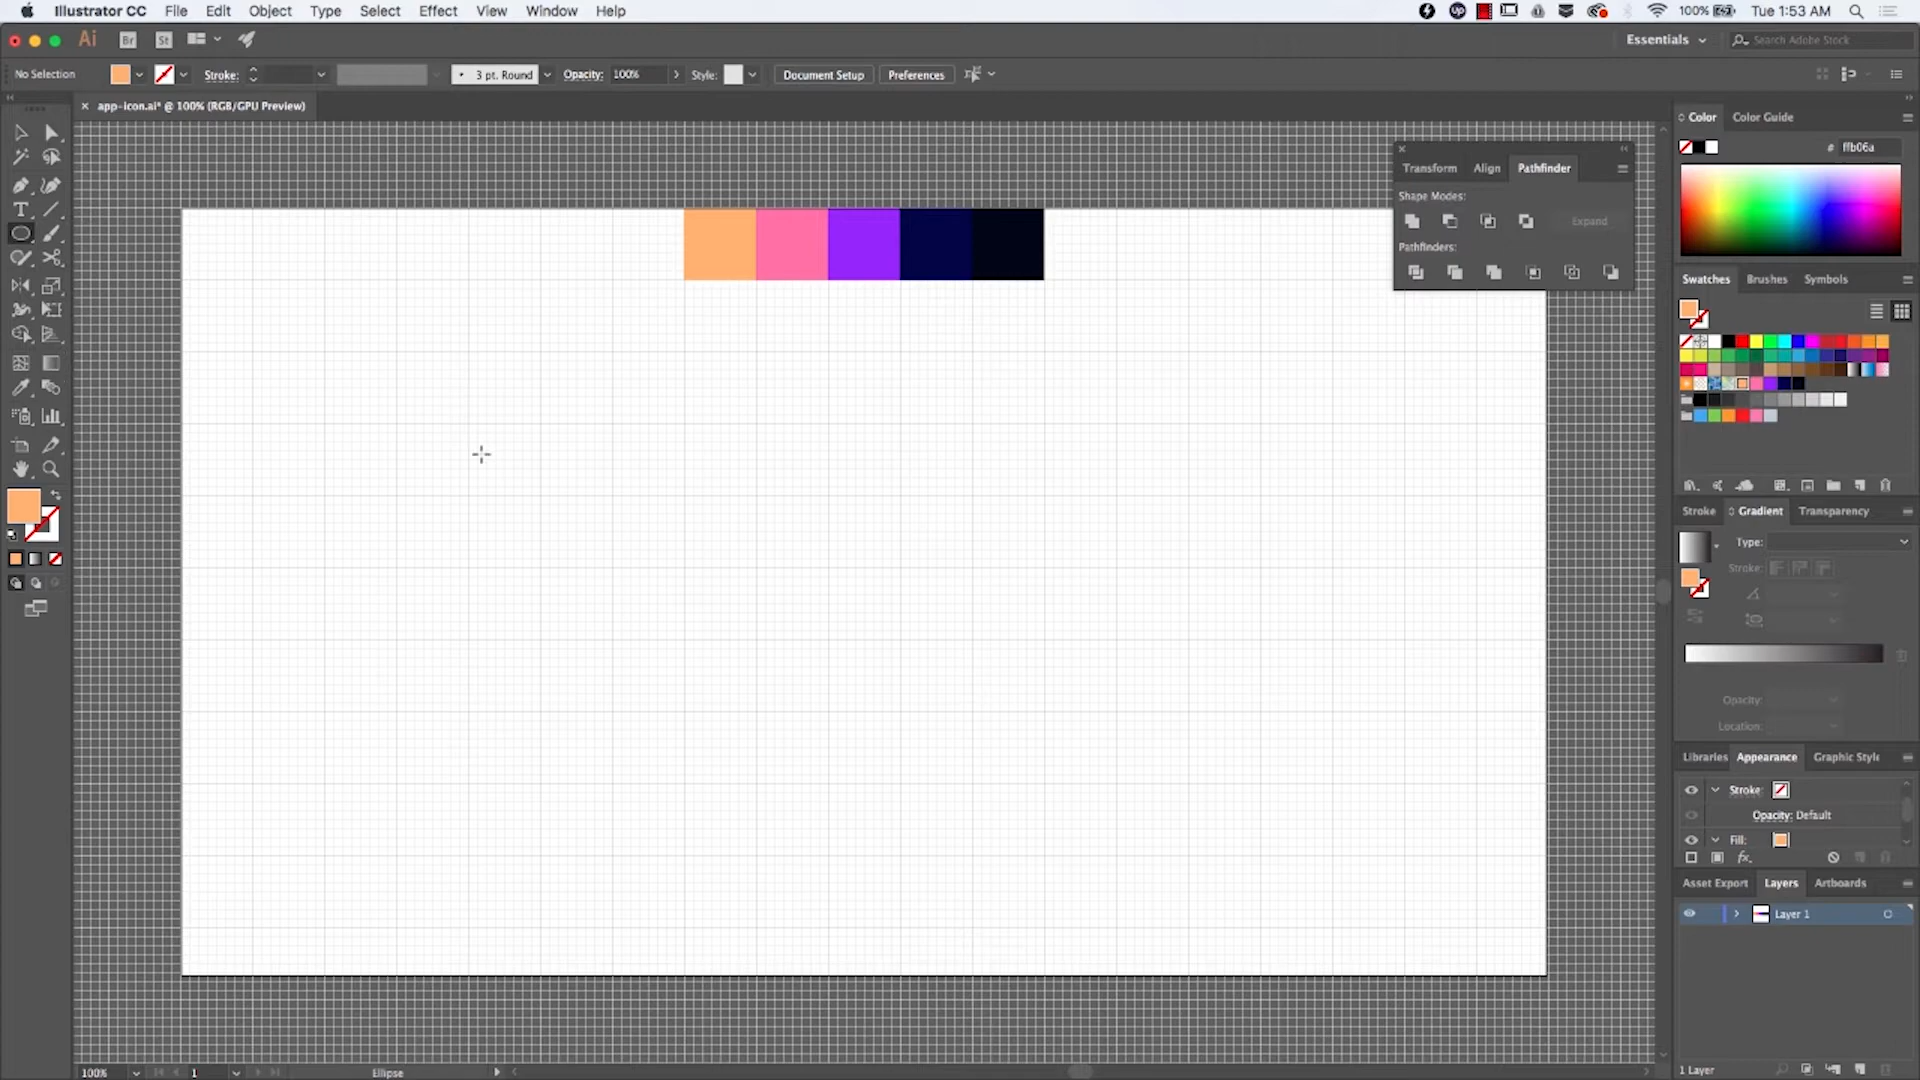 Illustrator CC File Edit Object Type Select Effect View Window Help 100% Tue 1:53 AM
Ai Br St Essentials Search Adobe Stock
No Selection Stroke: 3 pt. Round Opacity: 100% Style: Document Setup Preferences
app-icon.ai* @ 100% (RGB/GPU Preview)
Color Color Guide
# ffb06a
Transform Align Pathfinder
Shape Modes:
Expand
Pathfinders:
Swatches Brushes Symbols
Stroke Gradient Transparency
Type:
Stroke:
Opacity:
Location:
Libraries Appearance Graphic Style
Stroke:
Opacity: Default
Fill:
fx
Asset Export Layers Artboards
Layer 1
100% 1 Ellipse
1 Layer